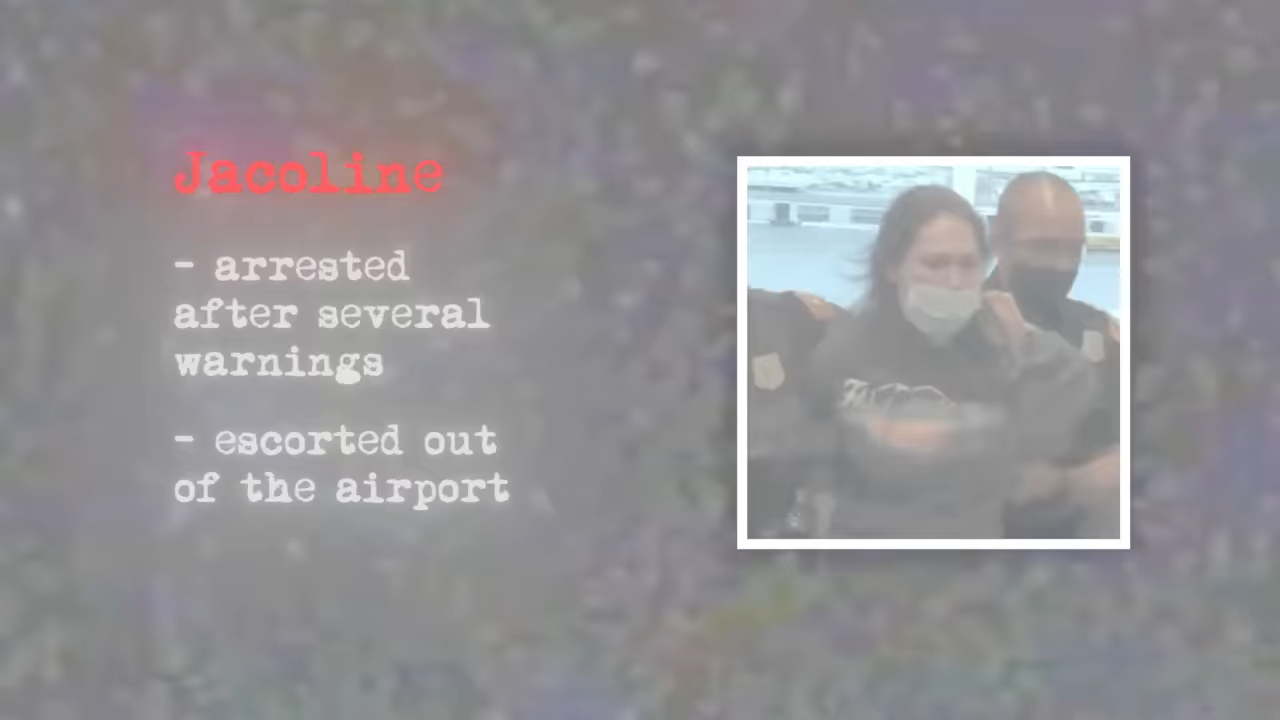 Jacoline
- arrested
after several
warnings
- escorted out
of the airport